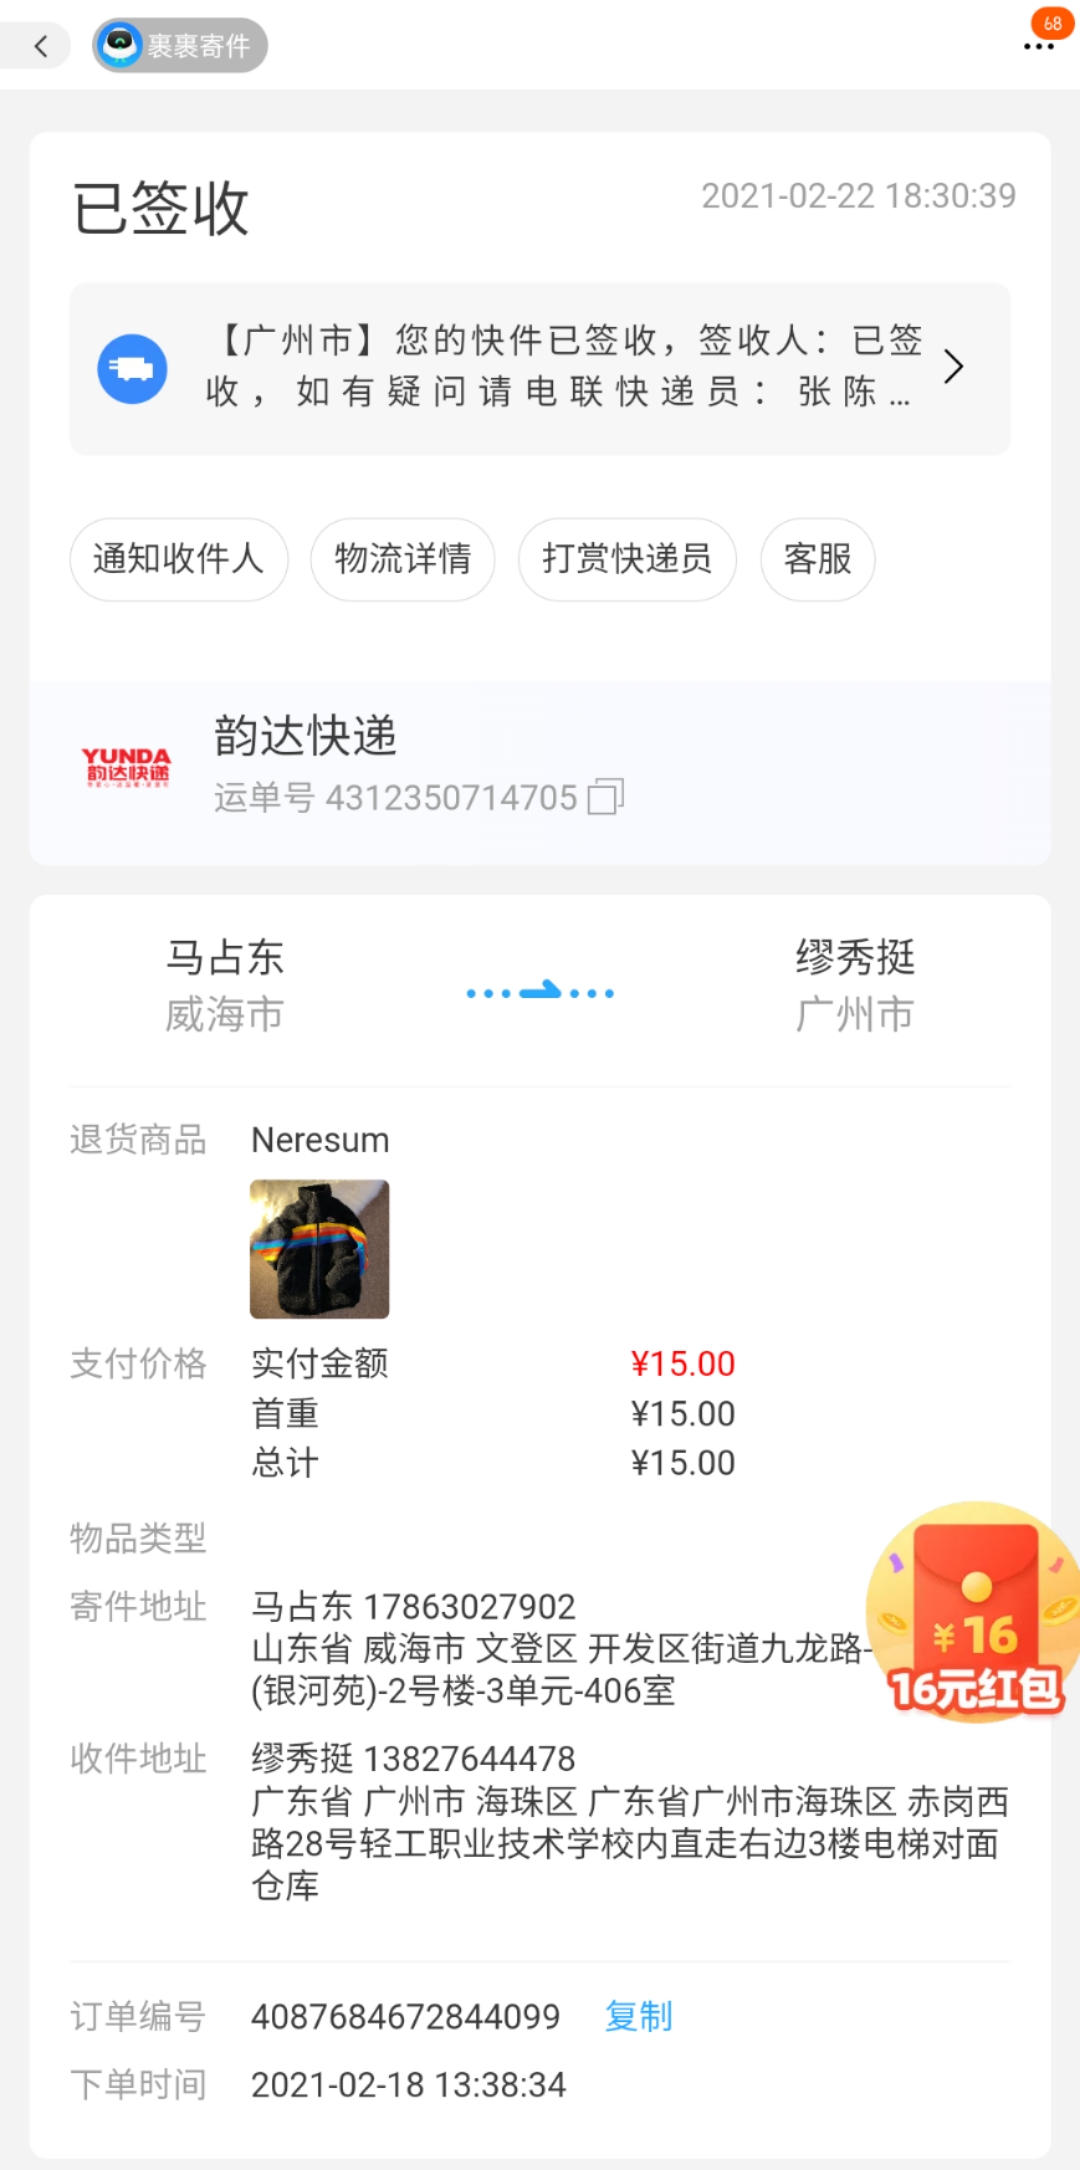 裹裹寄件
68
已签收
2021-02-22 18:30:39
【广州市】您的快件已签收，签收人：已签
收，如有疑问请电联快递员：张陈...
通知收件人
物流详情
打赏快递员
客服
YUNDA
韵达快递
韵达快递
运单号 4312350714705
马占东
缪秀挺
威海市
广州市
退货商品 Neresum
支付价格 实付金额 ¥15.00
首重 ¥15.00
总计 ¥15.00
物品类型
寄件地址 马占东 17863027902
山东省 威海市 文登区 开发区街道九龙路-
(银河苑)-2号楼-3单元-406室
¥16
16元红包
收件地址 缪秀挺 13827644478
广东省 广州市 海珠区 广东省广州市海珠区 赤岗西
路28号轻工职业技术学校内直走右边3楼电梯对面
仓库
订单编号 4087684672844099 复制
下单时间 2021-02-18 13:38:34